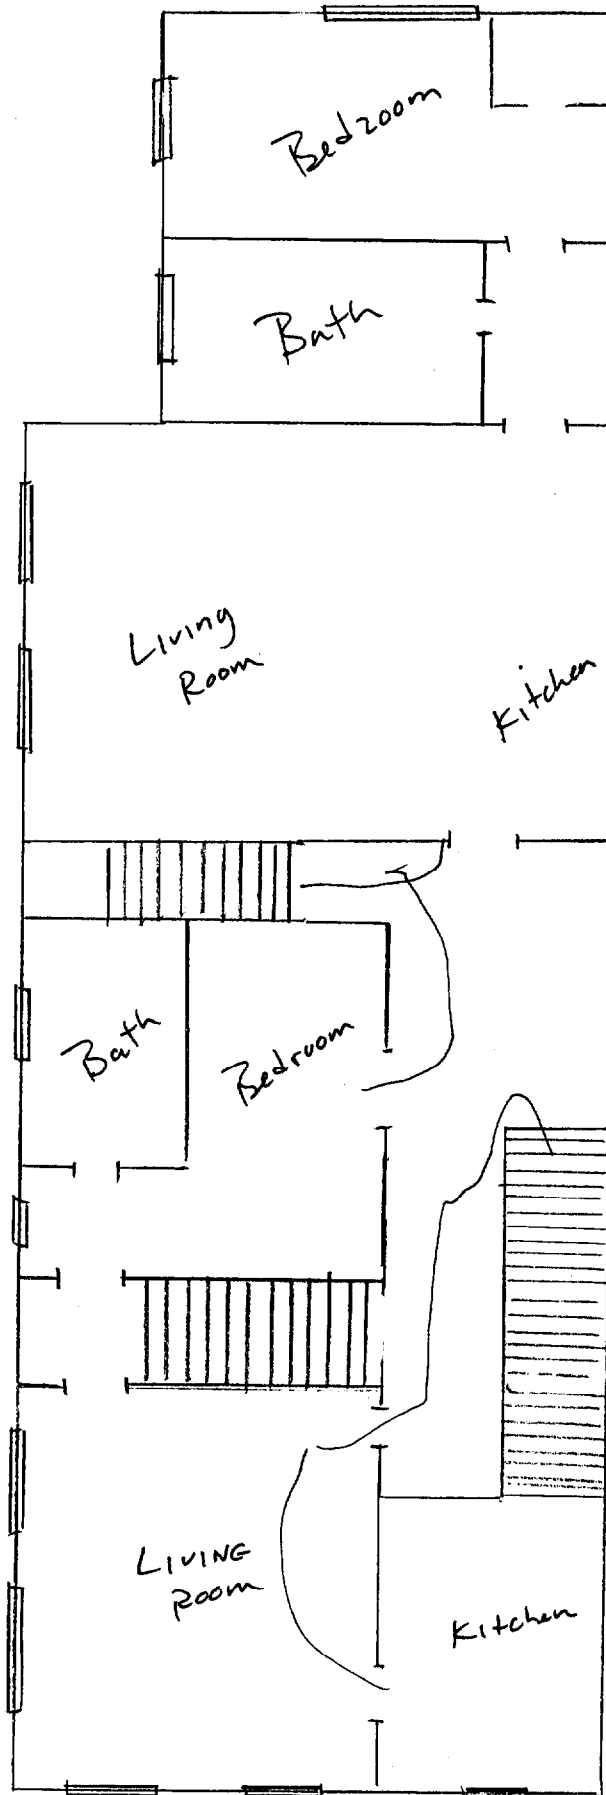 Bedroom
Bath
Living
Room
Kitchen
Bath
Bedroom
LIVING
Room
Kitchen